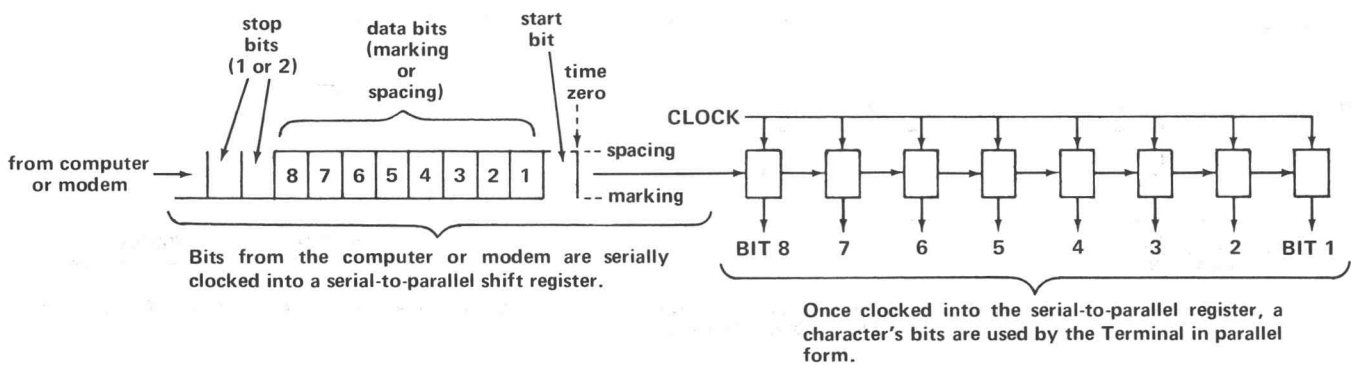 stop
bits
(1 or 2)
data bits
(marking
or
spacing)
start
bit
time
zero
from computer
or modem
8 7 6 5 4 3 2 1
spacing
marking
CLOCK
BIT 8 7 6 5 4 3 2 BIT 1
Bits from the computer or modem are serially
clocked into a serial-to-parallel shift register.
Once clocked into the serial-to-parallel register, a
character's bits are used by the Terminal in parallel
form.